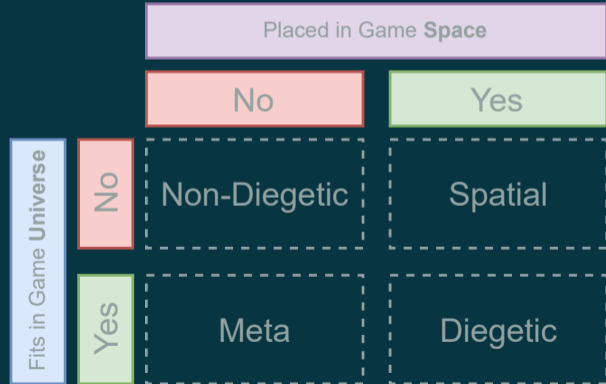 Placed in Game Space
No
Yes
Fits in Game Universe
No
Non-Diegetic
Spatial
Yes
Meta
Diegetic